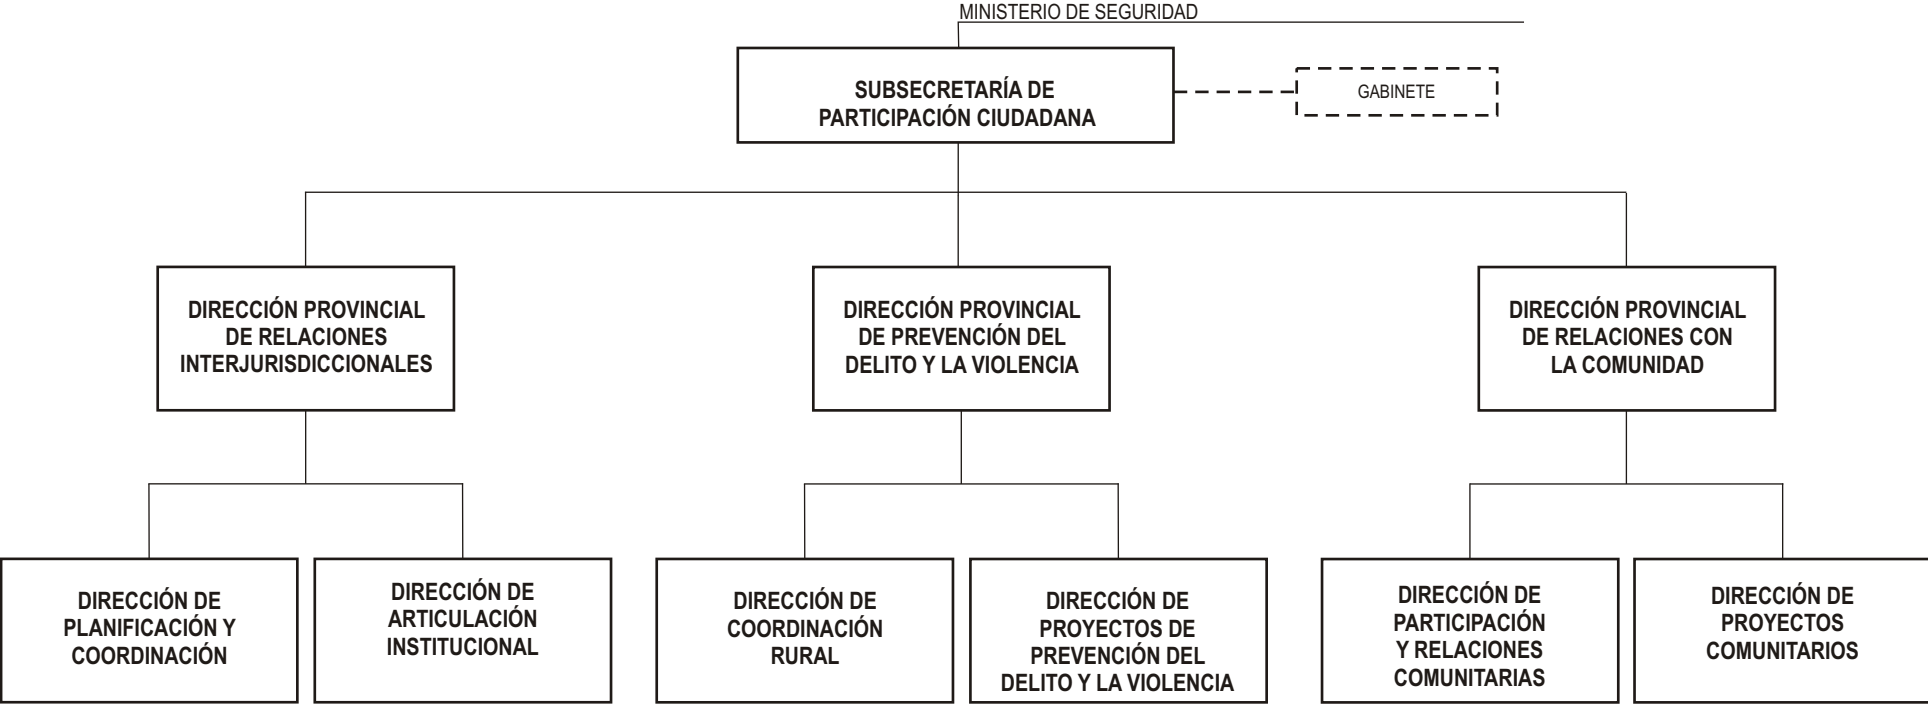 MINISTERIO DE SEGURIDAD
SUBSECRETARÍA DE
PARTICIPACIÓN CIUDADANA
GABINETE
DIRECCIÓN PROVINCIAL
DE RELACIONES
INTERJURISDICCIONALES
DIRECCIÓN PROVINCIAL
DE PREVENCIÓN DEL
DELITO Y LA VIOLENCIA
DIRECCIÓN PROVINCIAL
DE RELACIONES CON
LA COMUNIDAD
DIRECCIÓN DE
PLANIFICACIÓN Y
COORDINACIÓN
DIRECCIÓN DE
ARTICULACIÓN
INSTITUCIONAL
DIRECCIÓN DE
COORDINACIÓN
RURAL
DIRECCIÓN DE
PROYECTOS DE
PREVENCIÓN DEL
DELITO Y LA VIOLENCIA
DIRECCIÓN DE
PARTICIPACIÓN
Y RELACIONES
COMUNITARIAS
DIRECCIÓN DE
PROYECTOS
COMUNITARIOS